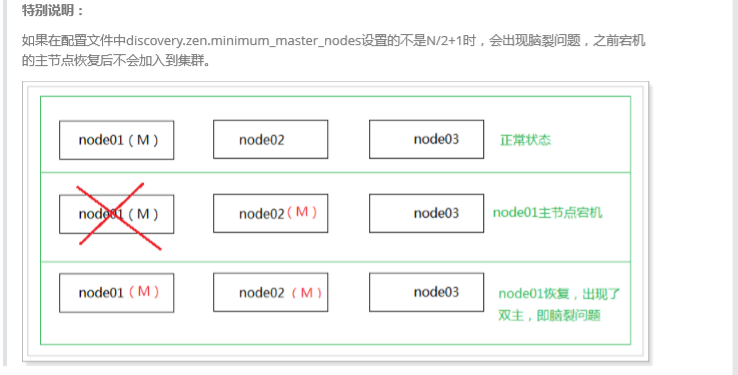 特别说明：
如果在配置文件中discovery.zen.minimum_master_nodes设置的不是N/2+1时，会出现脑裂问题，之前宕机
的主节点恢复后不会加入到集群。
node01（M） node02 node03 正常状态
node01（M） node02（M） node03 node01主节点宕机
node01（M） node02（M） node03 node01恢复，出现了
双主，即脑裂问题